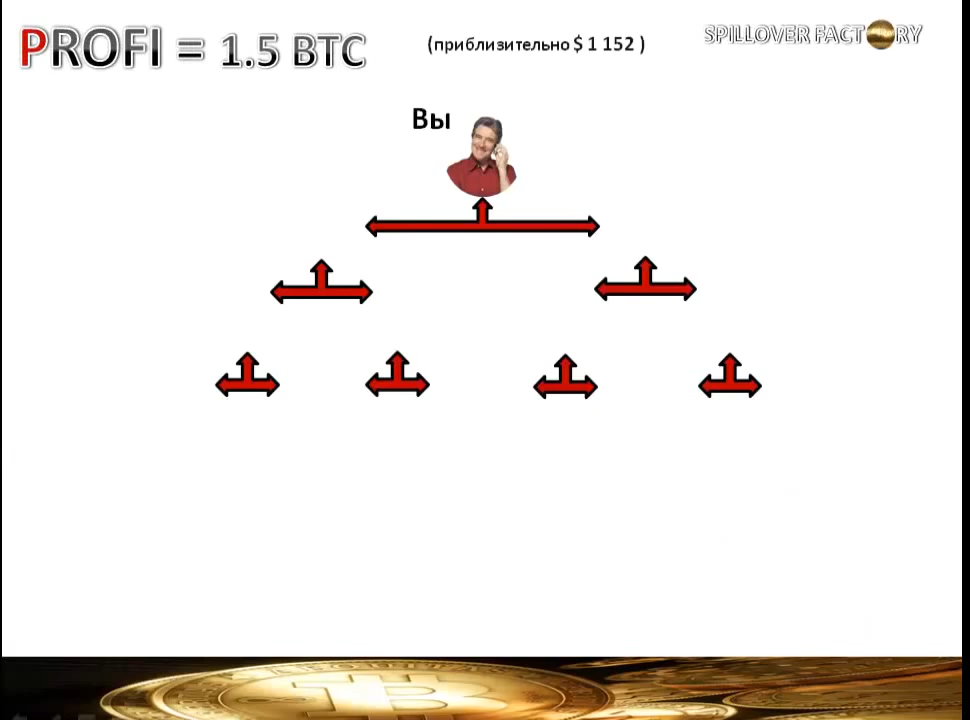 PROFI = 1.5 BTC
(приблизительно $ 1 152 )
SPILLOVER FACTORY
Вы